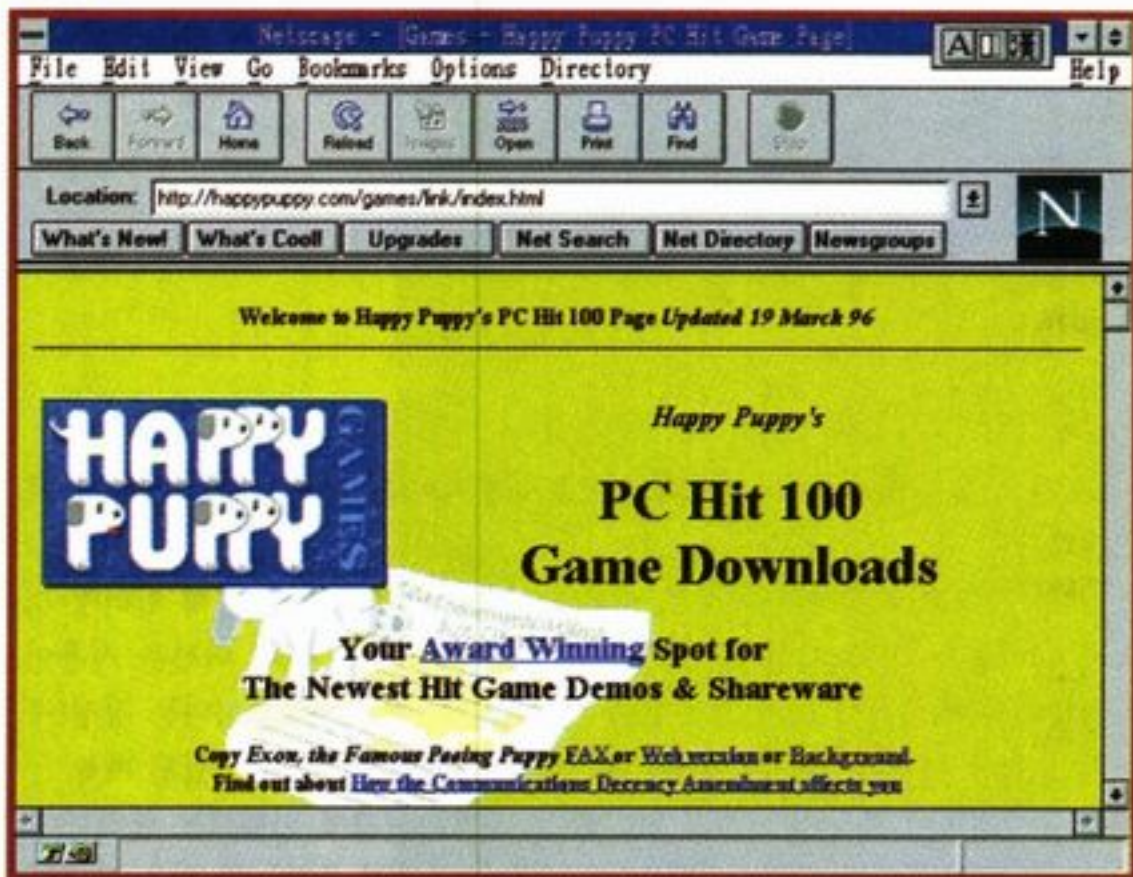 Netscape - [Games - Happy Puppy PC Hit Game Page]
File Edit View Go Bookmarks Options Directory Help
Back Forward Home Reload Images Open Print Find Stop
Location: http://happypuppy.com/games/link/index.html
What's New! What's Cool! Upgrades Net Search Net Directory Newsgroups
N
Welcome to Happy Puppy's PC Hit 100 Page Updated 19 March 96
HAPPY PUPPY GAMES
Happy Puppy's
PC Hit 100
Game Downloads
Your Award Winning Spot for
The Newest Hit Game Demos & Shareware
Copy Exon, the Famous Peeing Puppy FAX or Web version or Background.
Find out about How the Communications Decency Amendment affects you